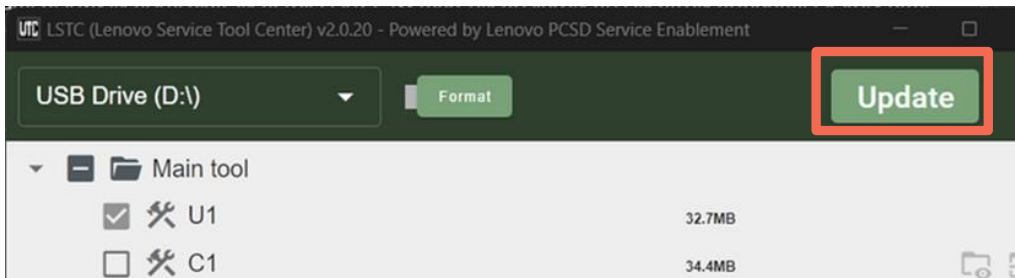 UTC LSTC (Lenovo Service Tool Center) v2.0.20 - Powered by Lenovo PCSD Service Enablement
USB Drive (D:\) Format Update
Main tool
U1 32.7MB
C1 34.4MB